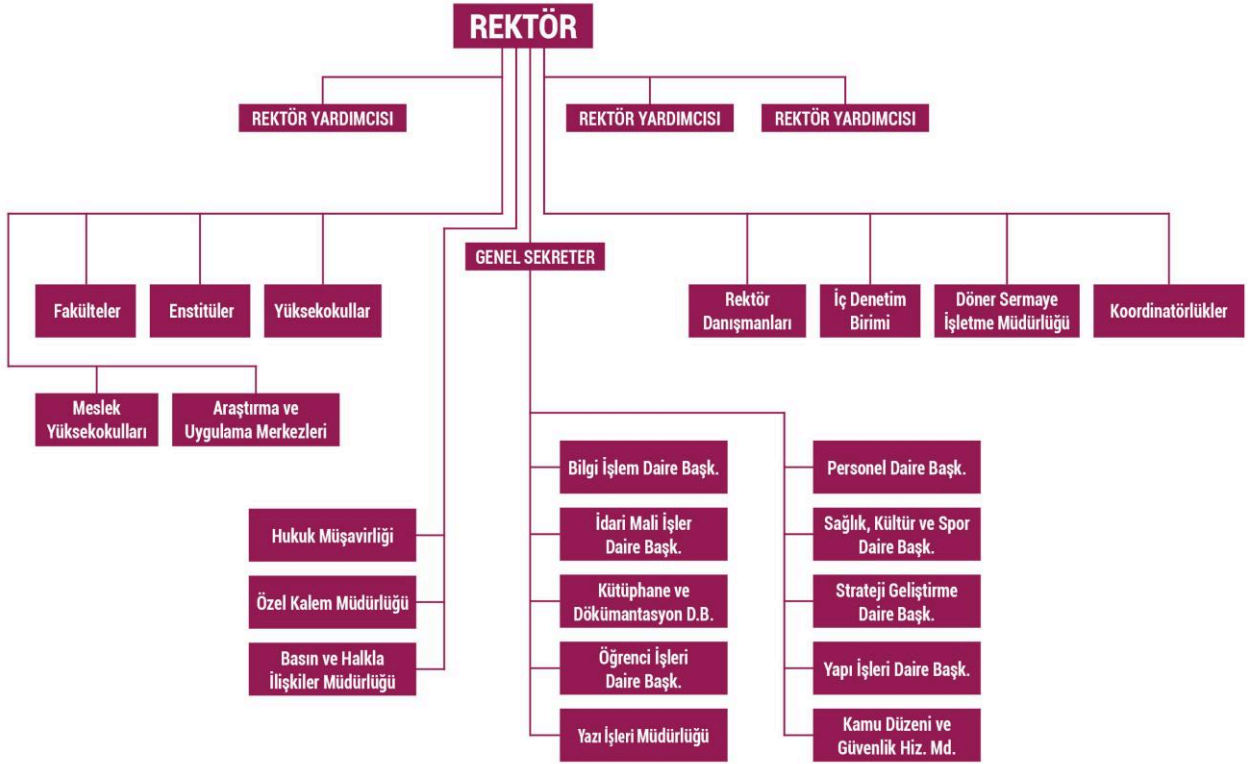 REKTÖR
REKTÖR YARDIMCISI
REKTÖR YARDIMCISI
REKTÖR YARDIMCISI
GENEL SEKRETER
Fakülteler
Enstitüler
Yüksekokullar
Rektör
Danışmanları
İç Denetim
Birimi
Döner Sermaye
İşletme Müdürlüğü
Koordinatörlükler
Meslek
Yüksekokulları
Araştırma ve
Uygulama Merkezleri
Hukuk Müşavirliği
Özel Kalem Müdürlüğü
Basın ve Halkla
İlişkiler Müdürlüğü
Bilgi İşlem Daire Başk.
İdari Mali İşler
Daire Başk.
Kütüphane ve
Dökümantasyon D.B.
Öğrenci İşleri
Daire Başk.
Yazı İşleri Müdürlüğü
Personel Daire Başk.
Sağlık, Kültür ve Spor
Daire Başk.
Strateji Geliştirme
Daire Başk.
Yapı İşleri Daire Başk.
Kamu Düzeni ve
Güvenlik Hiz. Md.